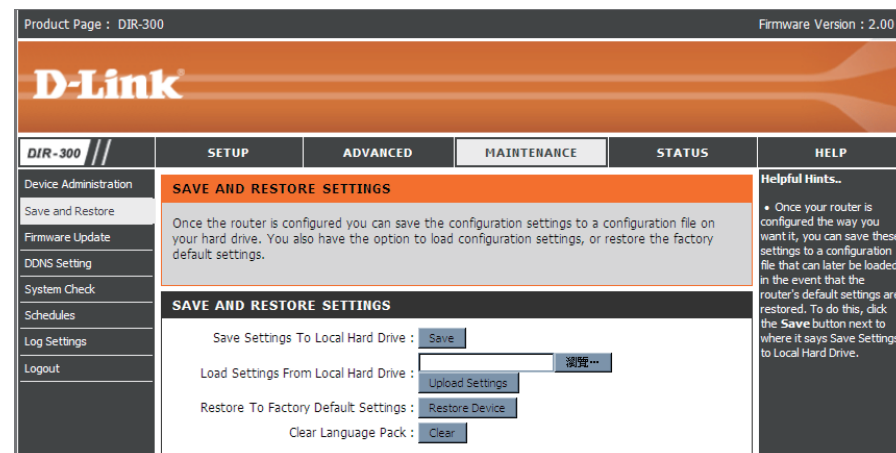 Product Page : DIR-300
Firmware Version : 2.00
D-Link
DIR-300
SETUP
ADVANCED
MAINTENANCE
STATUS
HELP
Device Administration
Save and Restore
Firmware Update
DDNS Setting
System Check
Schedules
Log Settings
Logout
SAVE AND RESTORE SETTINGS
Once the router is configured you can save the configuration settings to a configuration file on
your hard drive. You also have the option to load configuration settings, or restore the factory
default settings.
SAVE AND RESTORE SETTINGS
Save Settings To Local Hard Drive : Save
Load Settings From Local Hard Drive : 瀏覽…
Upload Settings
Restore To Factory Default Settings : Restore Device
Clear Language Pack : Clear
Helpful Hints..
• Once your router is
configured the way you
want it, you can save these
settings to a configuration
file that can later be loaded
in the event that the
router's default settings are
restored. To do this, click
the Save button next to
where it says Save Settings
to Local Hard Drive.